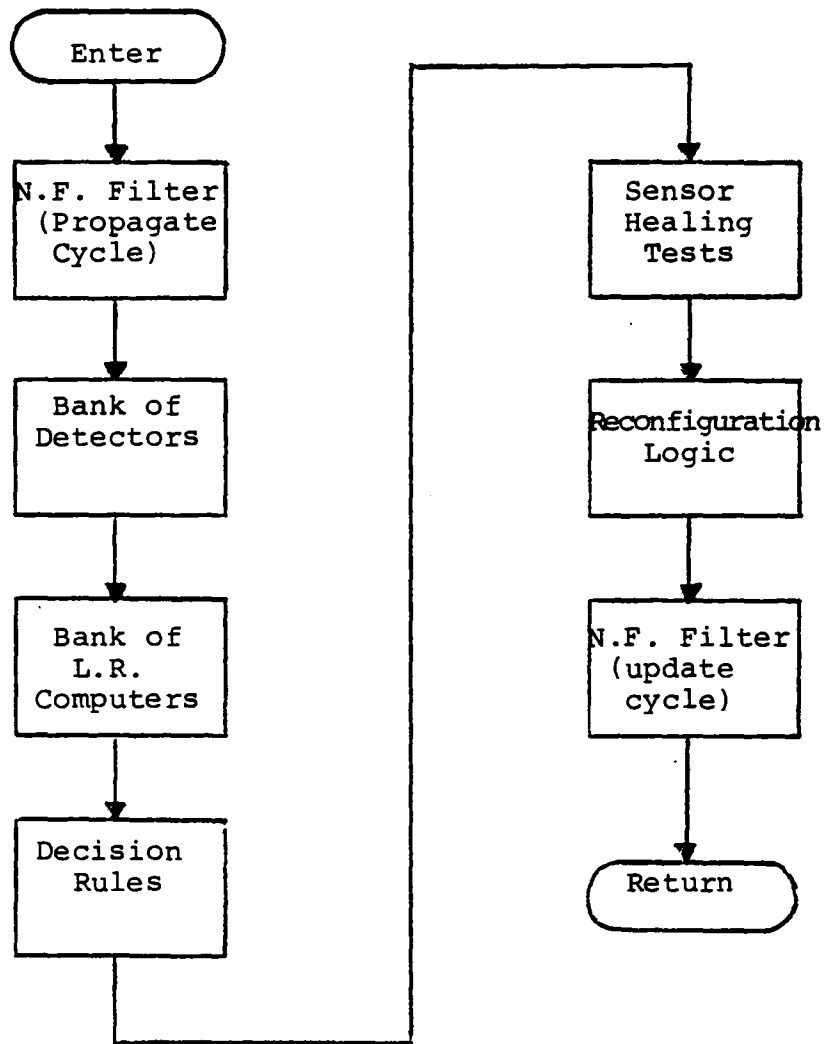 Enter
N.F. Filter
(Propagate
Cycle)
Bank of
Detectors
Bank of
L.R.
Computers
Decision
Rules
Sensor
Healing
Tests
Reconfiguration
Logic
N.F. Filter
(update
cycle)
Return